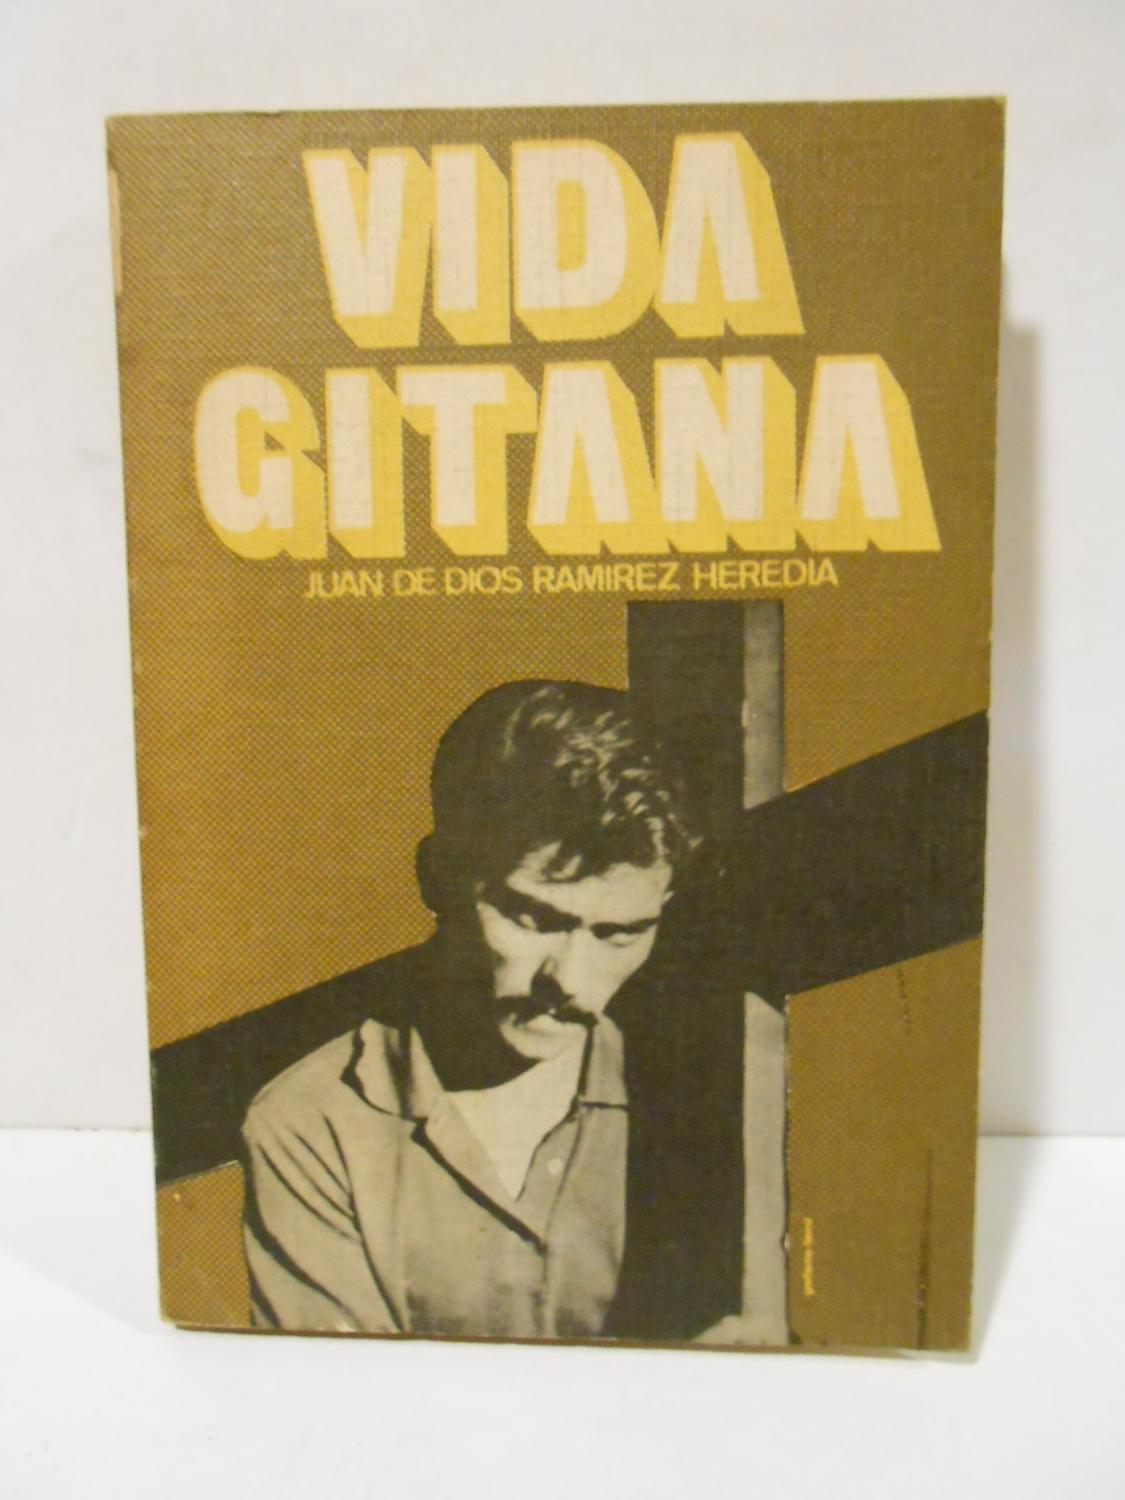 VIDA
GITANA
JUAN DE DIOS RAMIREZ HEREDIA